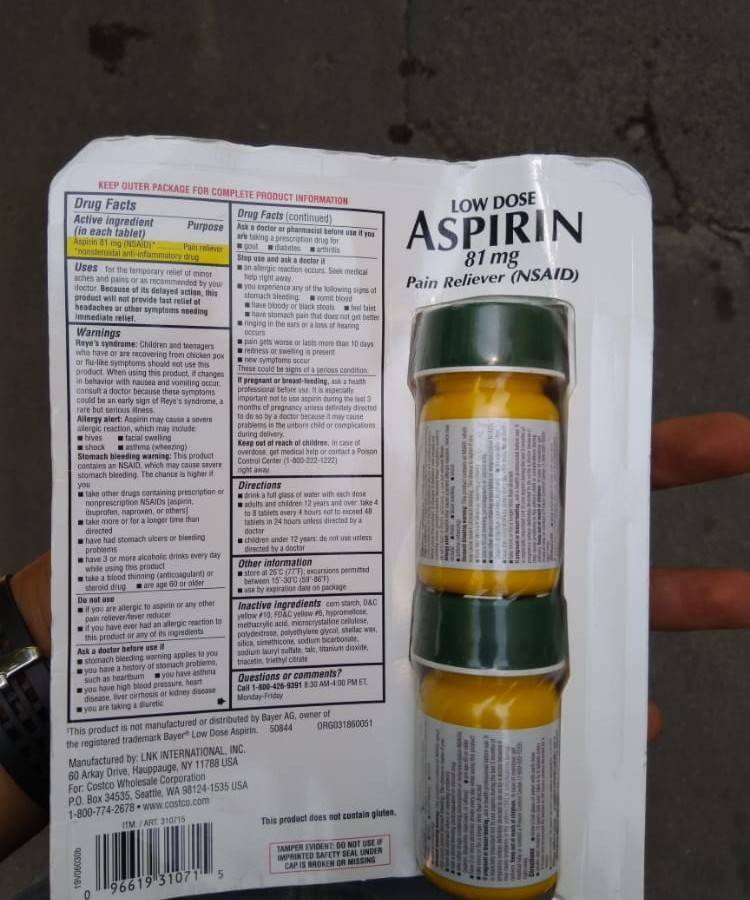 KEEP OUTER PACKAGE FOR COMPLETE PRODUCT INFORMATION
Drug Facts
Active ingredient Purpose
(in each tablet)
Aspirin 81 mg (NSAID)* Pain reliever
*nonsteroidal anti-inflammatory drug
Uses for the temporary relief of minor
aches and pains or as recommended by your
doctor. Because of its delayed action, this
product will not provide fast relief of
headaches or other symptoms needing
immediate relief.
Warnings
Reye's syndrome: Children and teenagers
who have or are recovering from chicken pox
or flu-like symptoms should not use this
product. When using this product, if changes
in behavior with nausea and vomiting occur,
consult a doctor because these symptoms
could be an early sign of Reye's syndrome, a
rare but serious illness.
Allergy alert: Aspirin may cause a severe
allergic reaction, which may include:
■ hives ■ facial swelling
■ shock ■ asthma (wheezing)
Stomach bleeding warning: This product
contains an NSAID, which may cause severe
stomach bleeding. The chance is higher if
you
■ take other drugs containing prescription or
nonprescription NSAIDs [aspirin,
ibuprofen, naproxen, or others]
■ take more or for a longer time than
directed
■ have had stomach ulcers or bleeding
problems
■ have 3 or more alcoholic drinks every day
while using this product
■ take a blood thinning (anticoagulant) or
steroid drug ■ are age 60 or older
Do not use
■ if you are allergic to aspirin or any other
pain reliever/fever reducer
■ if you have ever had an allergic reaction to
this product or any of its ingredients
Ask a doctor before use if
■ stomach bleeding warning applies to you
■ you have a history of stomach problems,
such as heartburn ■ you have asthma
■ you have high blood pressure, heart
disease, liver cirrhosis or kidney disease
■ you are taking a diuretic
Drug Facts (continued)
Ask a doctor or pharmacist before use if you
are taking a prescription drug for
■ gout ■ diabetes ■ arthritis
Stop use and ask a doctor if
■ an allergic reaction occurs. Seek medical
help right away
■ you experience any of the following signs of
stomach bleeding: ■ vomit blood
■ have bloody or black stools ■ feel faint
■ have stomach pain that does not get better
■ ringing in the ears or a loss of hearing
occurs
■ pain gets worse or lasts more than 10 days
■ redness or swelling is present
■ new symptoms occur
These could be signs of a serious condition.
If pregnant or breast-feeding, ask a health
professional before use. It is especially
important not to use aspirin during the last 3
months of pregnancy unless definitely directed
to do so by a doctor because it may cause
problems in the unborn child or complications
during delivery.
Keep out of reach of children. In case of
overdose, get medical help or contact a Poison
Control Center (1-800-222-1222)
right away.
Directions
■ drink a full glass of water with each dose
■ adults and children 12 years and over: take 4
to 8 tablets every 4 hours not to exceed 48
tablets in 24 hours unless directed by a
doctor
■ children under 12 years: do not use unless
directed by a doctor
Other information
■ store at 25°C (77°F); excursions permitted
between 15°-30°C (59°-86°F)
■ use by expiration date on package
Inactive ingredients corn starch, D&C
yellow #10, FD&C yellow #6, hypromellose,
methacrylic acid, microcrystalline cellulose,
polydextrose, polyethylene glycol, shellac wax,
silica, simethicone, sodium bicarbonate,
sodium lauryl sulfate, talc, titanium dioxide,
triacetin, triethyl citrate
Questions or comments?
Call 1-800-426-9391 8:30 AM-4:00 PM ET,
Monday-Friday
†This product is not manufactured or distributed by Bayer AG, owner of
the registered trademark Bayer® Low Dose Aspirin. 50844 ORG031860051
Manufactured by: LNK INTERNATIONAL, INC.
60 Arkay Drive, Hauppauge, NY 11788 USA
For: Costco Wholesale Corporation
P.O. Box 34535, Seattle, WA 98124-1535 USA
1-800-774-2678 • www.costco.com
ITM. / ART. 310715
This product does not contain gluten.
TAMPER EVIDENT: DO NOT USE IF
IMPRINTED SAFETY SEAL UNDER
CAP IS BROKEN OR MISSING
0 96619 31071 5
LOW DOSE
ASPIRIN
81 mg
Pain Reliever (NSAID)